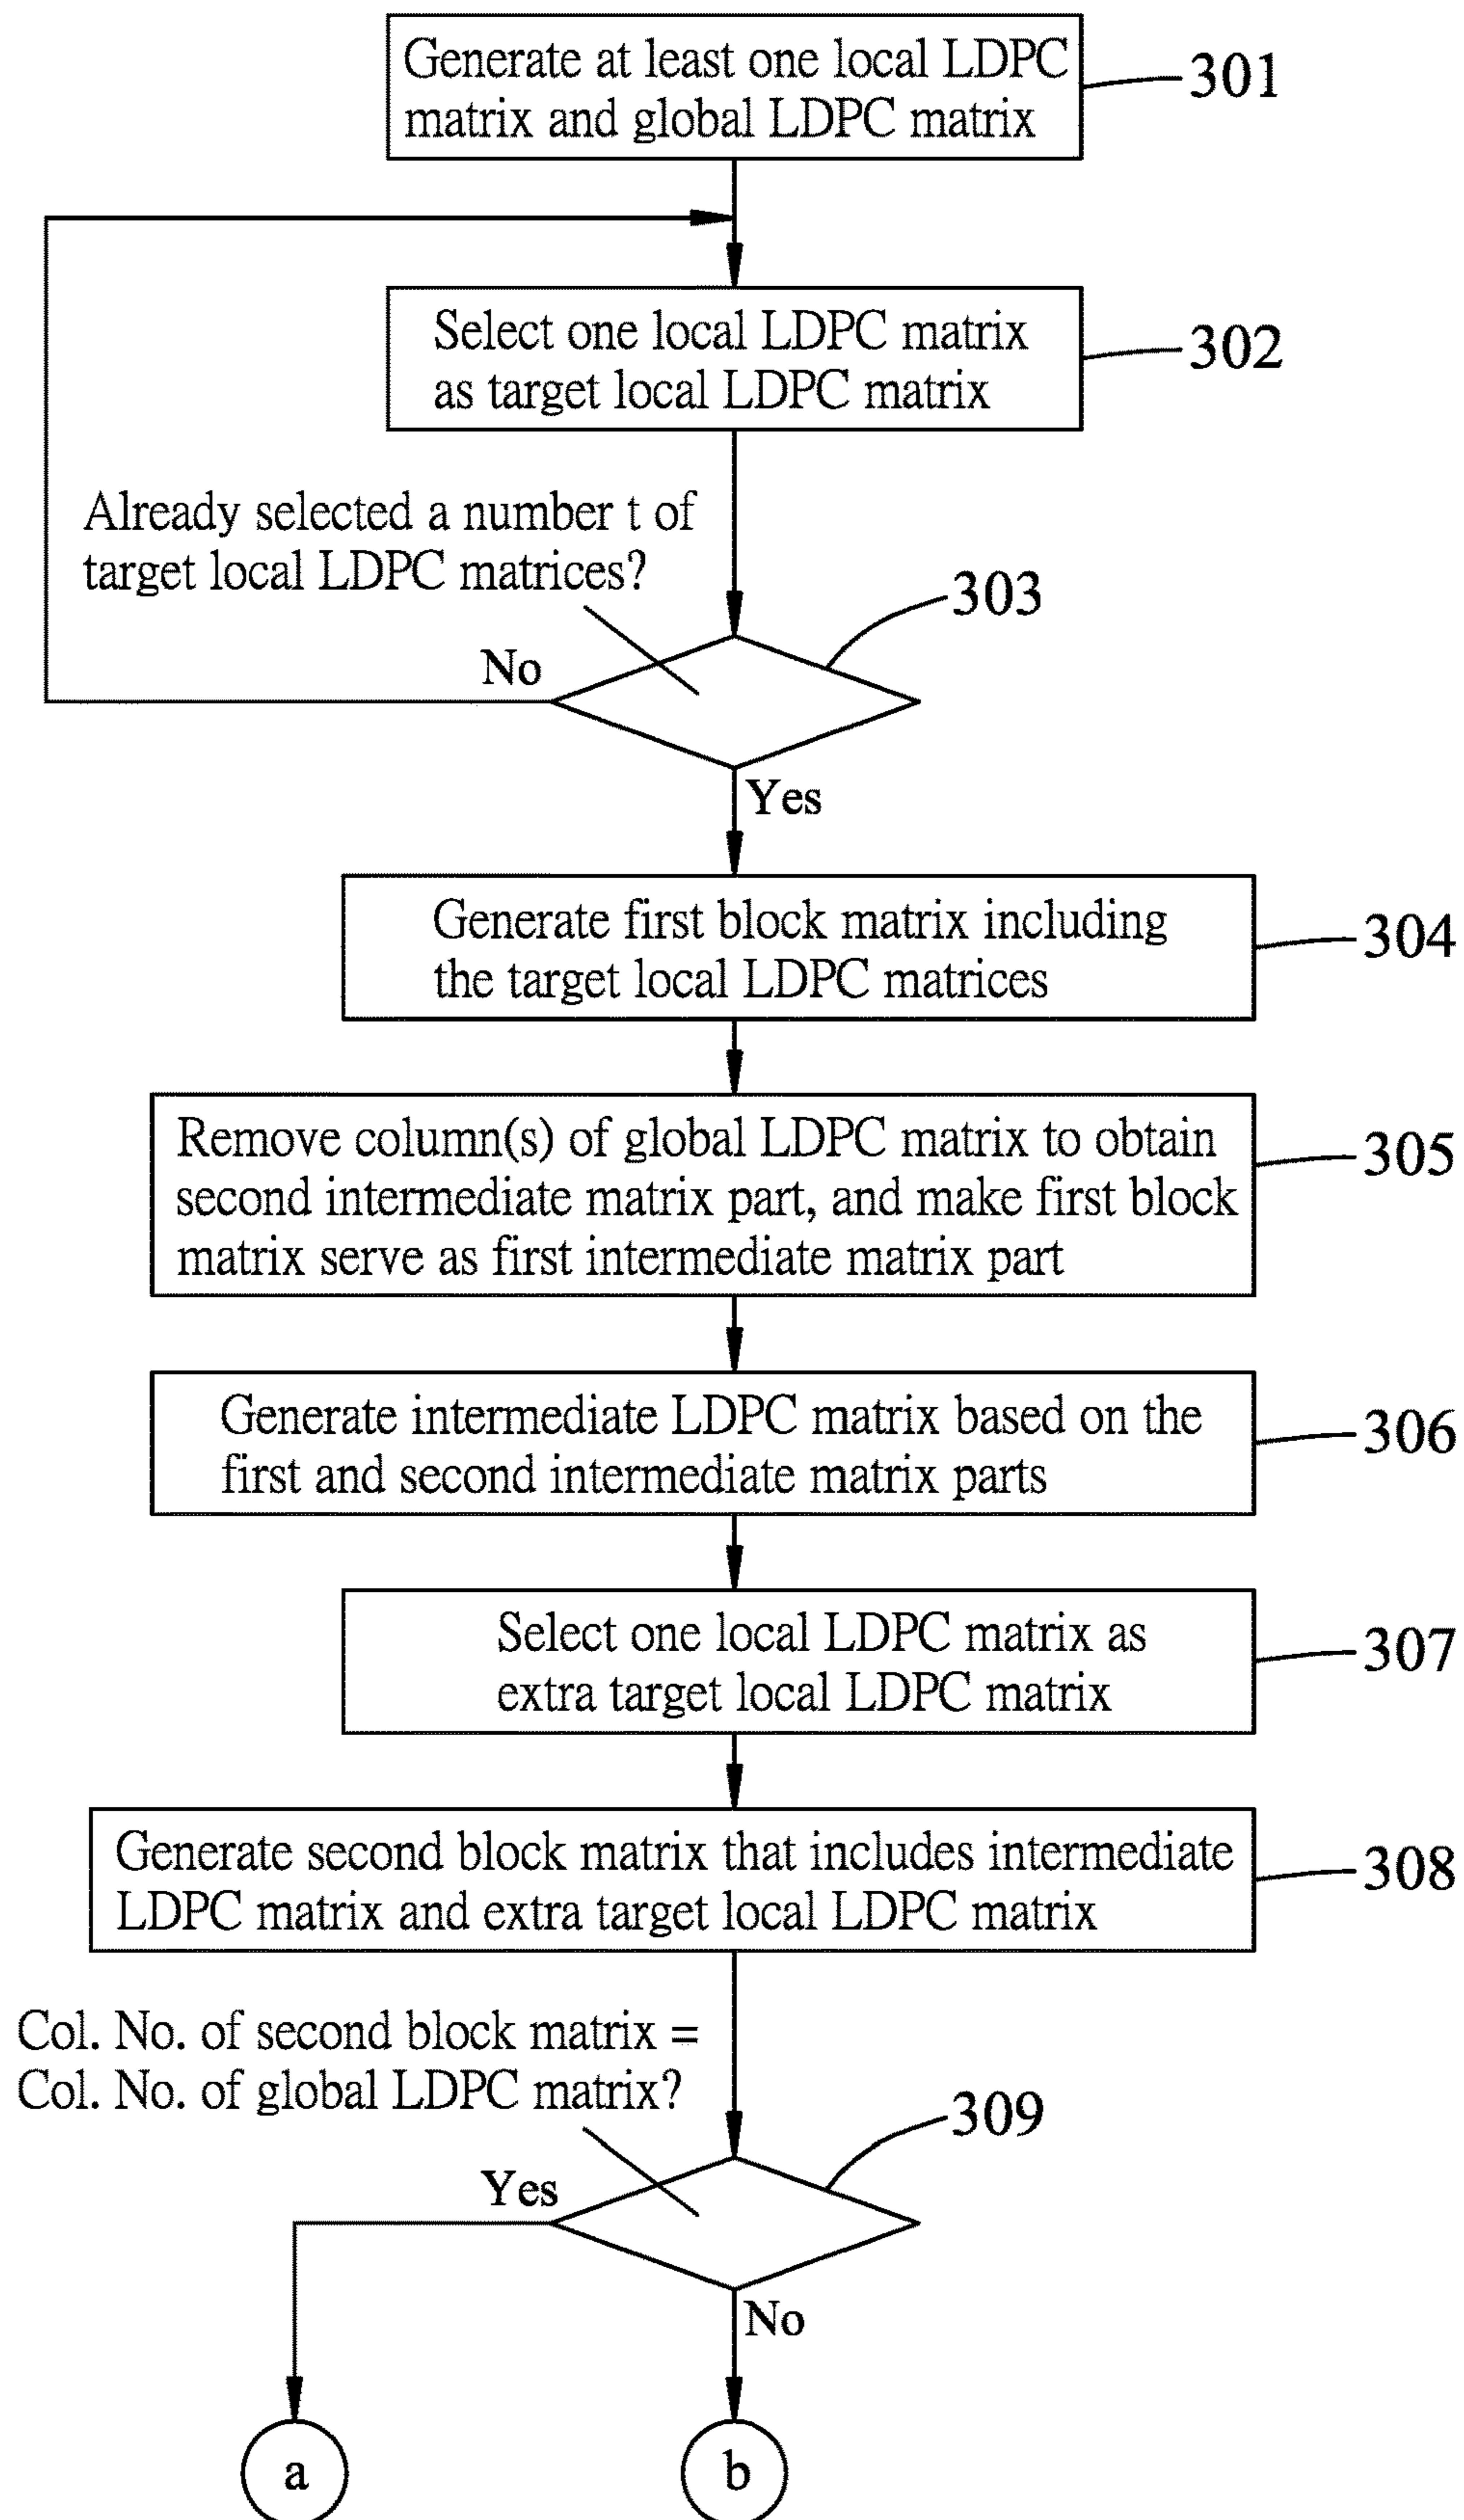 Generate at least one local LDPC
matrix and global LDPC matrix
301
Select one local LDPC matrix
as target local LDPC matrix
302
Already selected a number t of
target local LDPC matrices?
303
No
Yes
Generate first block matrix including
the target local LDPC matrices
304
Remove column(s) of global LDPC matrix to obtain
second intermediate matrix part, and make first block
matrix serve as first intermediate matrix part
305
Generate intermediate LDPC matrix based on the
first and second intermediate matrix parts
306
Select one local LDPC matrix as
extra target local LDPC matrix
307
Generate second block matrix that includes intermediate
LDPC matrix and extra target local LDPC matrix
308
Col. No. of second block matrix =
Col. No. of global LDPC matrix?
309
Yes
No
a
b